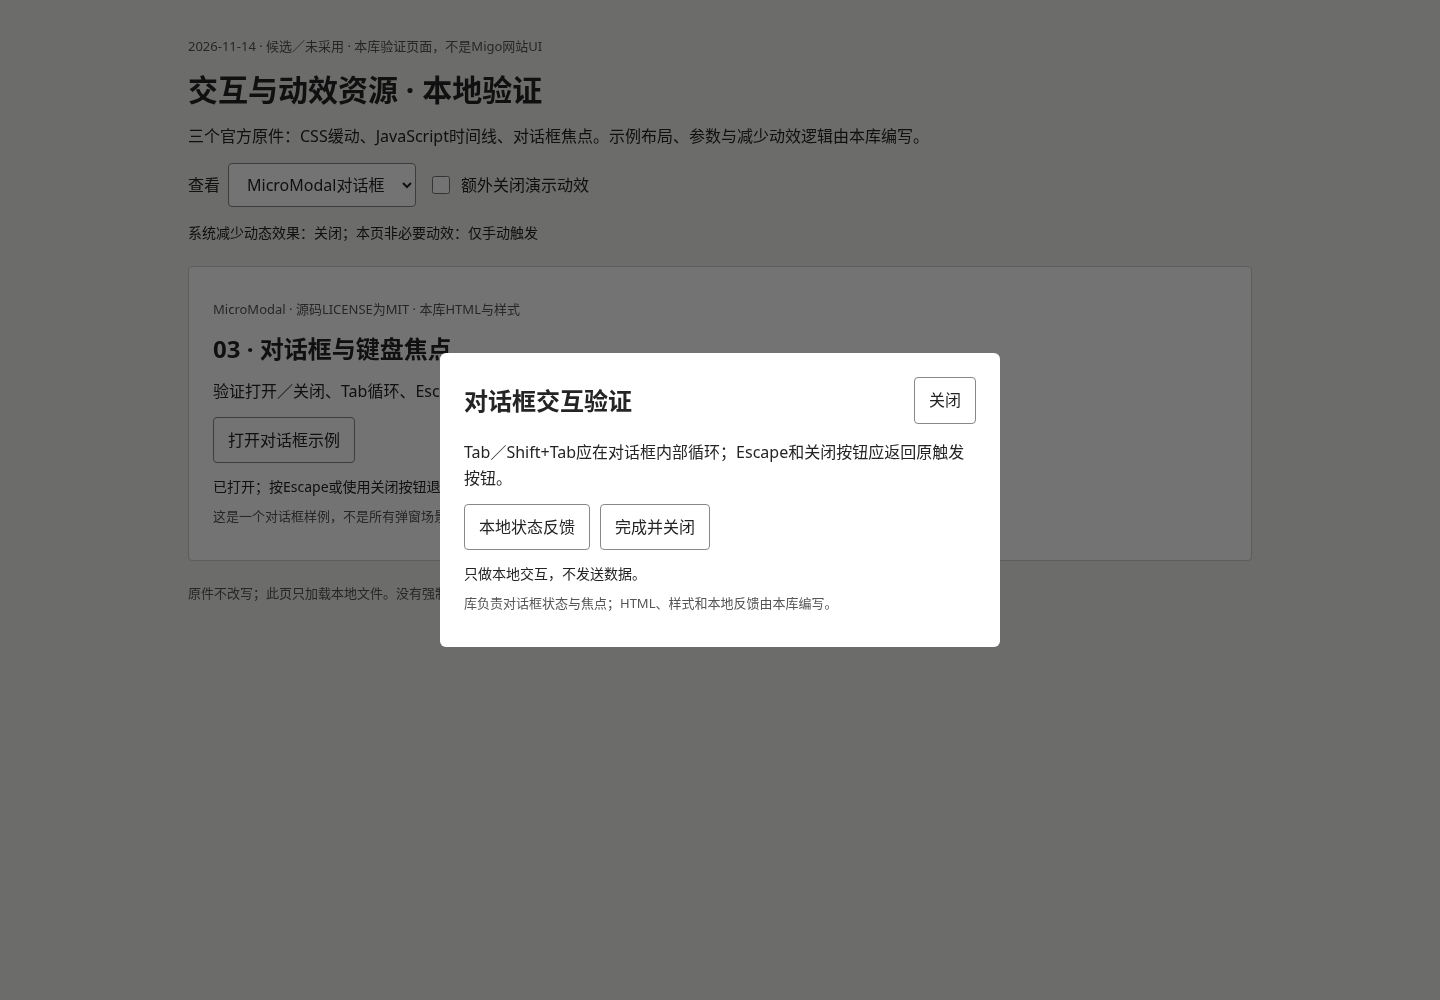 2026-11-14 · 候选／未采用 · 本库验证页面，不是Migo网站UI
交互与动效资源 · 本地验证
三个官方原件：CSS缓动、JavaScript时间线、对话框焦点。示例布局、参数与减少动效逻辑由本库编写。
查看 MicroModal对话框 额外关闭演示动效
系统减少动态效果：关闭；本页非必要动效：仅手动触发
MicroModal · 源码LICENSE为MIT · 本库HTML与样式
03 · 对话框与键盘焦点
验证打开／关闭、Tab循环、Esc
打开对话框示例
已打开；按Escape或使用关闭按钮退
这是一个对话框样例，不是所有弹窗场景
原件不改写；此页只加载本地文件。没有强制
对话框交互验证
关闭
Tab／Shift+Tab应在对话框内部循环；Escape和关闭按钮应返回原触发
按钮。
本地状态反馈 完成并关闭
只做本地交互，不发送数据。
库负责对话框状态与焦点；HTML、样式和本地反馈由本库编写。